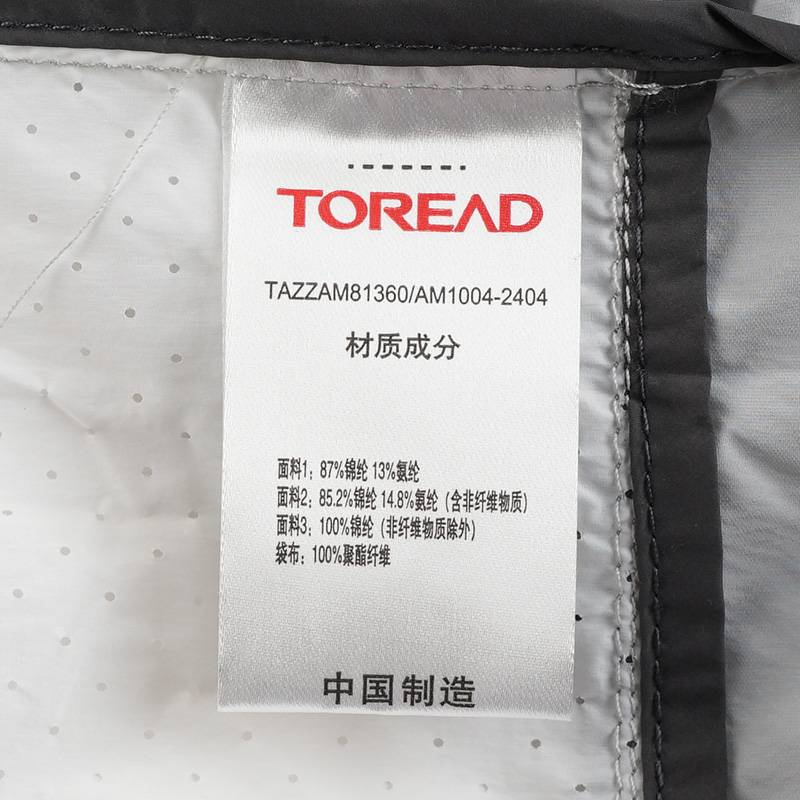 TOREAD
TAZZAM81360/AM1004-2404
材质成分
面料1：87%锦纶 13%氨纶
面料2：85.2%锦纶 14.8%氨纶（含非纤维物质）
面料3：100%锦纶（非纤维物质除外）
袋布：100%聚酯纤维
中国制造